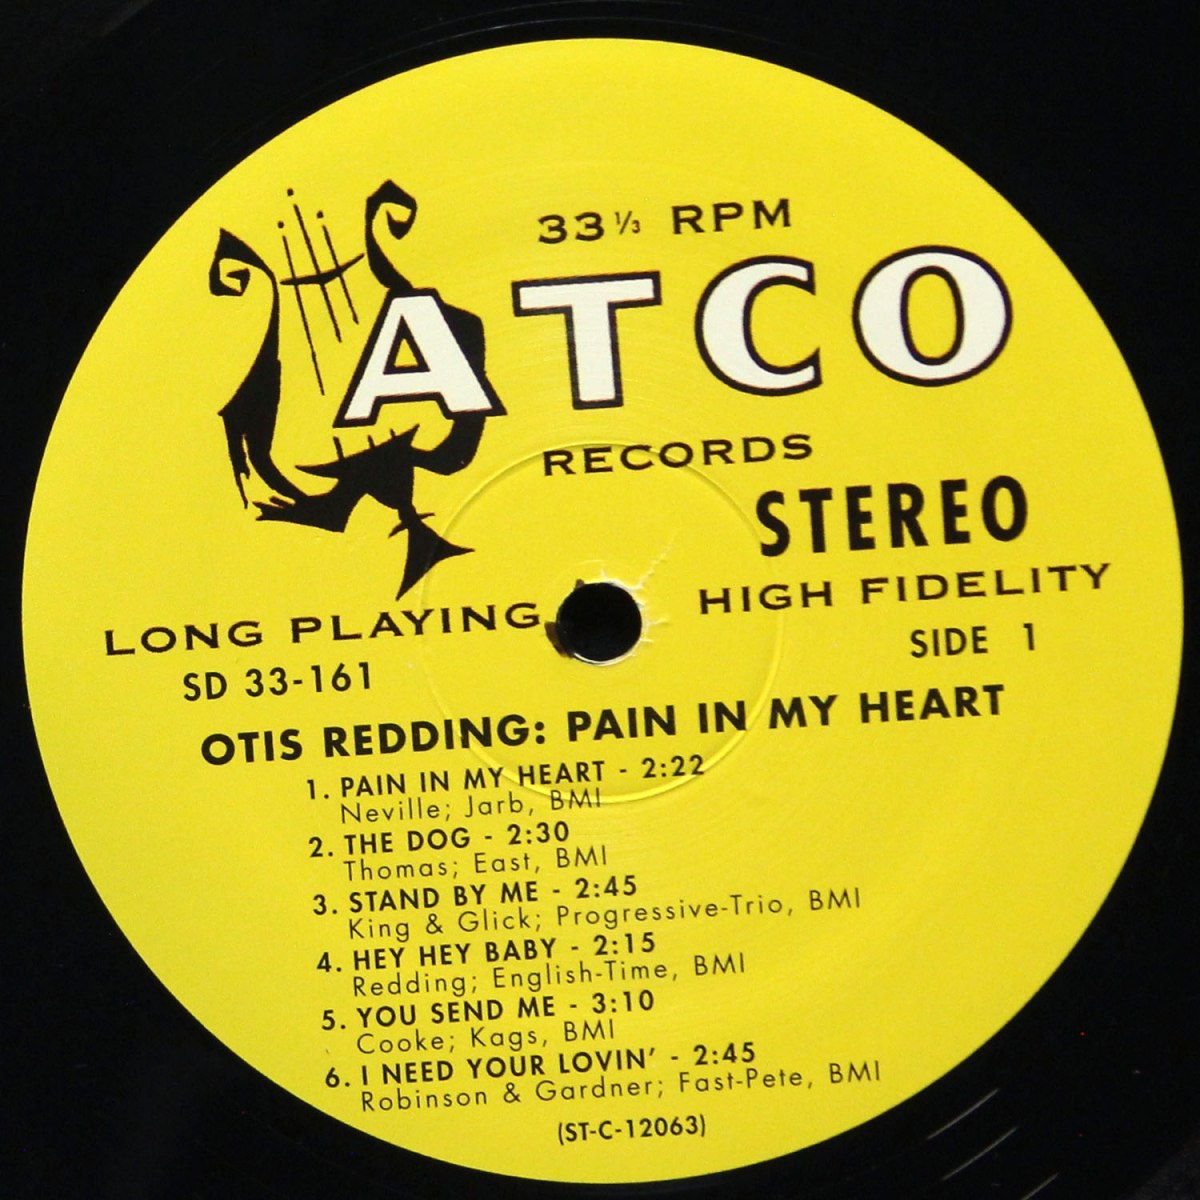 33 1/3 RPM
ATCO
RECORDS
STEREO
LONG PLAYING
HIGH FIDELITY
SD 33-161
SIDE 1
OTIS REDDING: PAIN IN MY HEART
1. PAIN IN MY HEART - 2:22
Neville; Jarb, BMI
2. THE DOG - 2:30
Thomas; East, BMI
3. STAND BY ME - 2:45
King & Glick; Progressive-Trio, BMI
4. HEY HEY BABY - 2:15
Redding; English-Time, BMI
5. YOU SEND ME - 3:10
Cooke; Kags, BMI
6. I NEED YOUR LOVIN' - 2:45
Robinson & Gardner; Fast-Pete, BMI
(ST-C-12063)